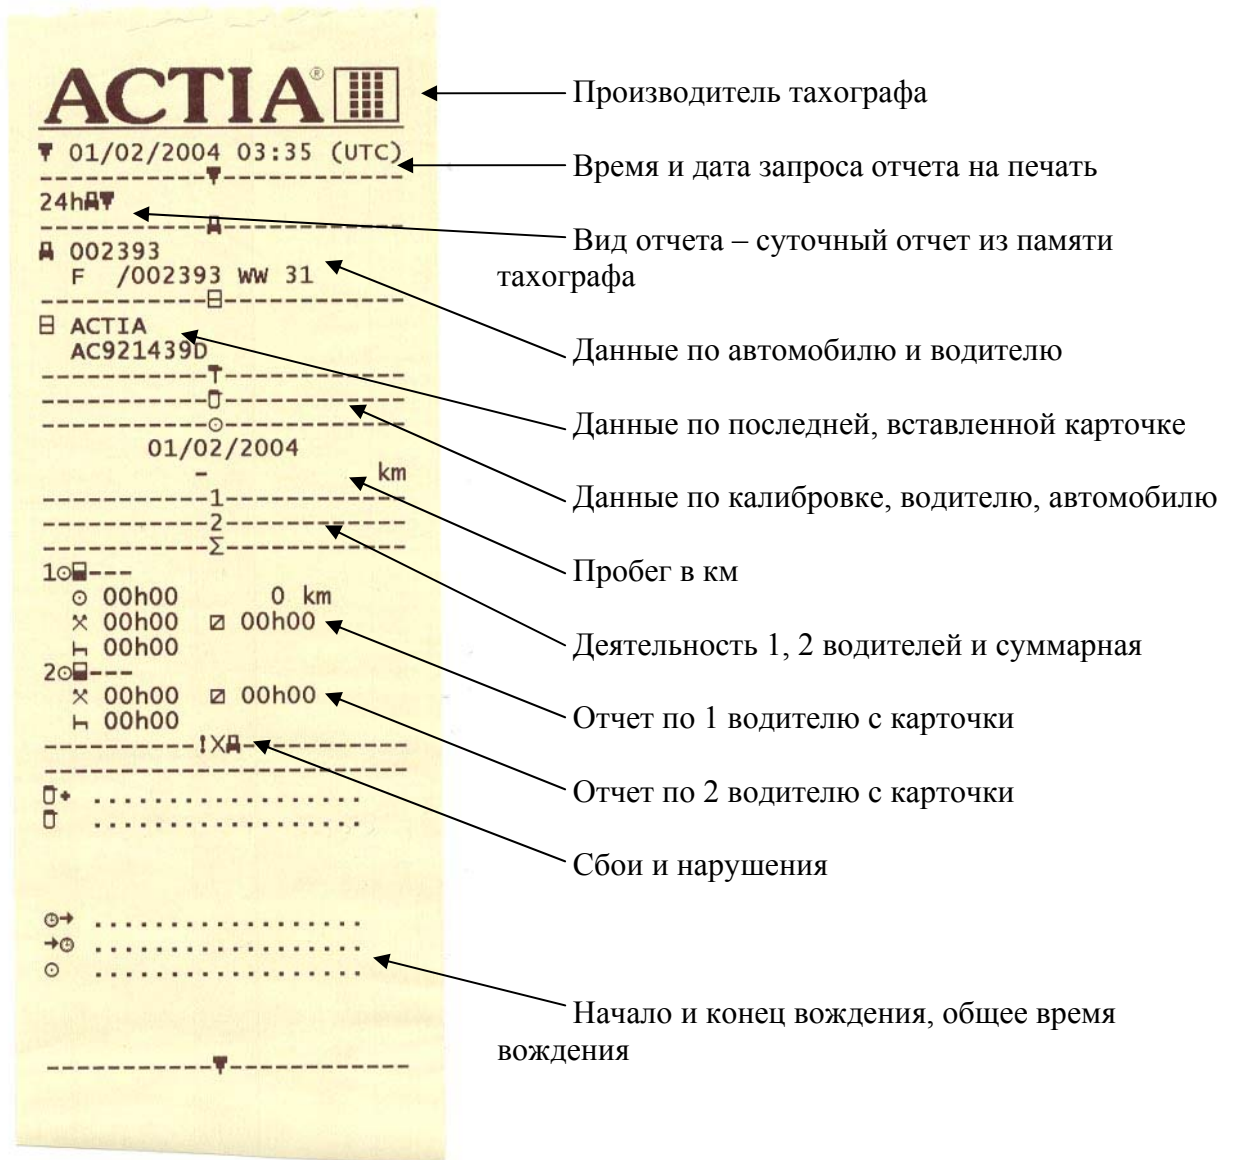 ACTIA®
Производитель тахографа
01/02/2004 03:35 (UTC)
Время и дата запроса отчета на печать
24h
Вид отчета – суточный отчет из памяти
тахографа
002393
F /002393 WW 31
Данные по автомобилю и водителю
ACTIA
AC921439D
Данные по последней, вставленной карточке
01/02/2004
- km
Данные по калибровке, водителю, автомобилю
1
2
Σ
Пробег в км
1⊙---
⊙ 00h00 0 km
00h00 00h00
00h00
Деятельность 1, 2 водителей и суммарная
2⊙---
00h00 00h00
00h00
Отчет по 1 водителю с карточки
!X
Отчет по 2 водителю с карточки
+ ..................
..................
Сбои и нарушения
→ ..................
→ ..................
⊙ ..................
Начало и конец вождения, общее время
вождения